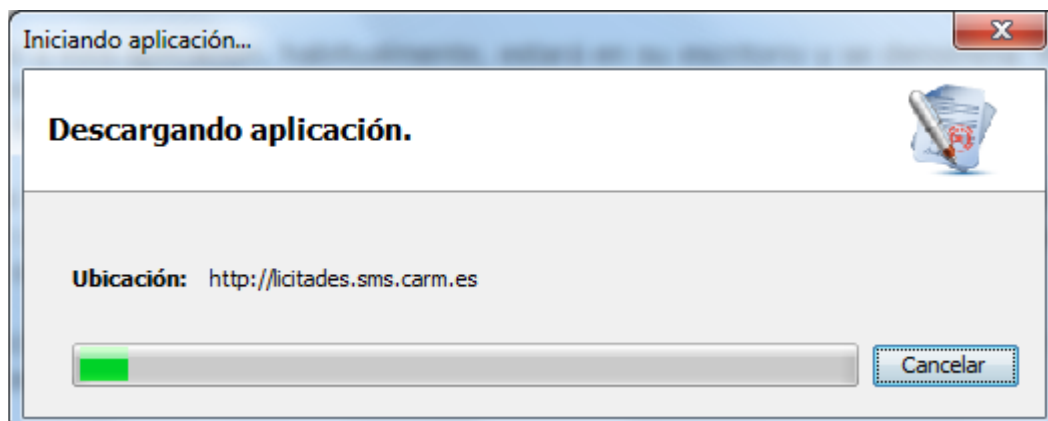 Iniciando aplicación...
Descargando aplicación.
Ubicación: http://licitades.sms.carm.es
Cancelar